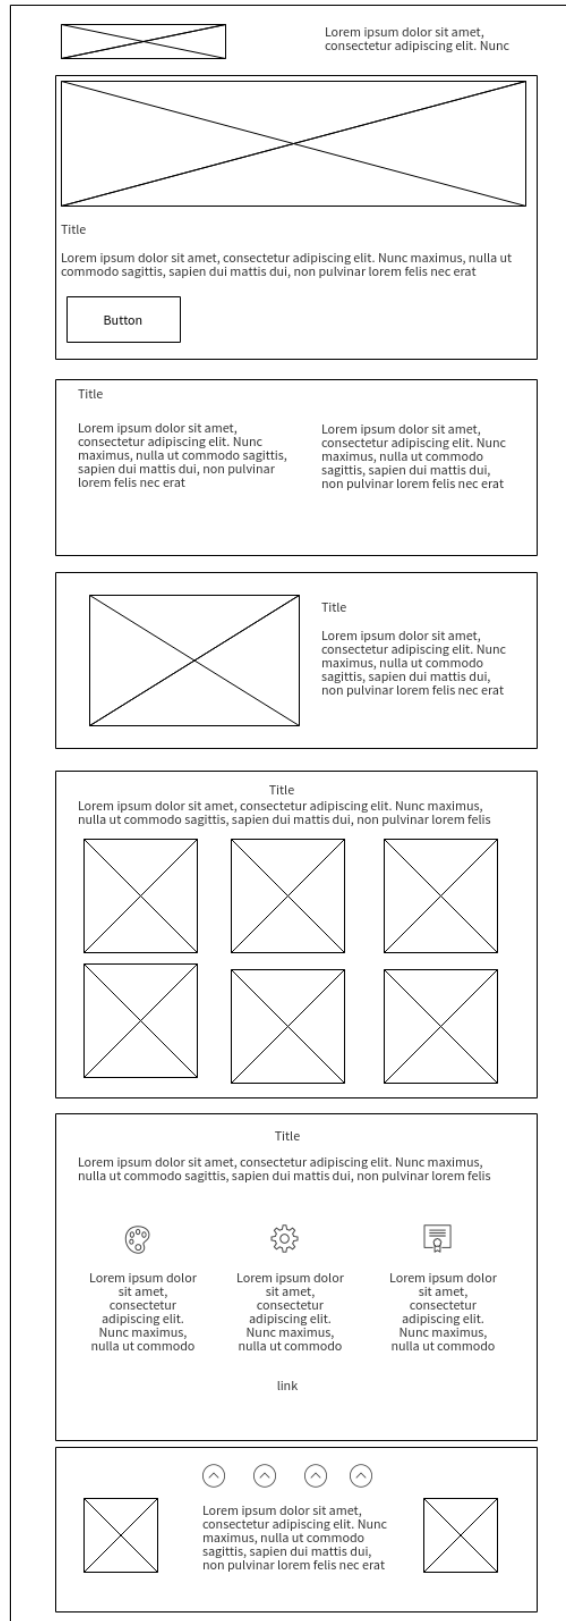 Lorem ipsum dolor sit amet,
consectetur adipiscing elit. Nunc
Title
Lorem ipsum dolor sit amet, consectetur adipiscing elit. Nunc maximus, nulla ut
commodo sagittis, sapien dui mattis dui, non pulvinar lorem felis nec erat
Button
Title
Lorem ipsum dolor sit amet,
consectetur adipiscing elit. Nunc
maximus, nulla ut commodo sagittis,
sapien dui mattis dui, non pulvinar
lorem felis nec erat
Lorem ipsum dolor sit amet,
consectetur adipiscing elit. Nunc
maximus, nulla ut commodo
sagittis, sapien dui mattis dui,
non pulvinar lorem felis nec erat
Title
Lorem ipsum dolor sit amet,
consectetur adipiscing elit. Nunc
maximus, nulla ut commodo
sagittis, sapien dui mattis dui,
non pulvinar lorem felis nec erat
Title
Lorem ipsum dolor sit amet, consectetur adipiscing elit. Nunc maximus,
nulla ut commodo sagittis, sapien dui mattis dui, non pulvinar lorem felis
Title
Lorem ipsum dolor sit amet, consectetur adipiscing elit. Nunc maximus,
nulla ut commodo sagittis, sapien dui mattis dui, non pulvinar lorem felis
Lorem ipsum dolor
sit amet,
consectetur
adipiscing elit.
Nunc maximus,
nulla ut commodo
Lorem ipsum dolor
sit amet,
consectetur
adipiscing elit.
Nunc maximus,
nulla ut commodo
Lorem ipsum dolor
sit amet,
consectetur
adipiscing elit.
Nunc maximus,
nulla ut commodo
link
Lorem ipsum dolor sit amet,
consectetur adipiscing elit. Nunc
maximus, nulla ut commodo
sagittis, sapien dui mattis dui,
non pulvinar lorem felis nec erat